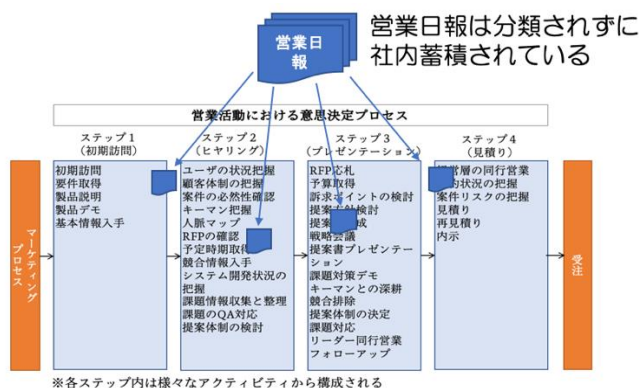 営業日
報
営業日報は分類されずに
社内蓄積されている
営業活動における意思決定プロセス
ステップ1
(初期訪問)
ステップ2
(ヒヤリング)
ステップ3
(プレゼンテーション)
ステップ4
(見積り)
マーケティング
プロセス
初期訪問
要件取得
製品説明
製品デモ
基本情報入手
ユーザの状況把握
顧客体制の把握
案件の必然性確認
キーマン把握
人脈マップ
RFPの確認
予定時期取得
競合情報入手
システム開発状況の
把握
課題情報収集と整理
課題のQA対応
提案体制の検討
RFP応札
予算取得
訴求ポイントの検討
検討
戦略会議
提案書プレゼンテー
ション
課題対策デモ
キーマンとの深耕
競合排除
提案体制の決定
課題対応
リーダー同行営業
フォローアップ
層の同行営業
状況の把握
案件リスクの把握
見積り
再見積り
内示
受注
※各ステップ内は様々なアクティビティから構成される